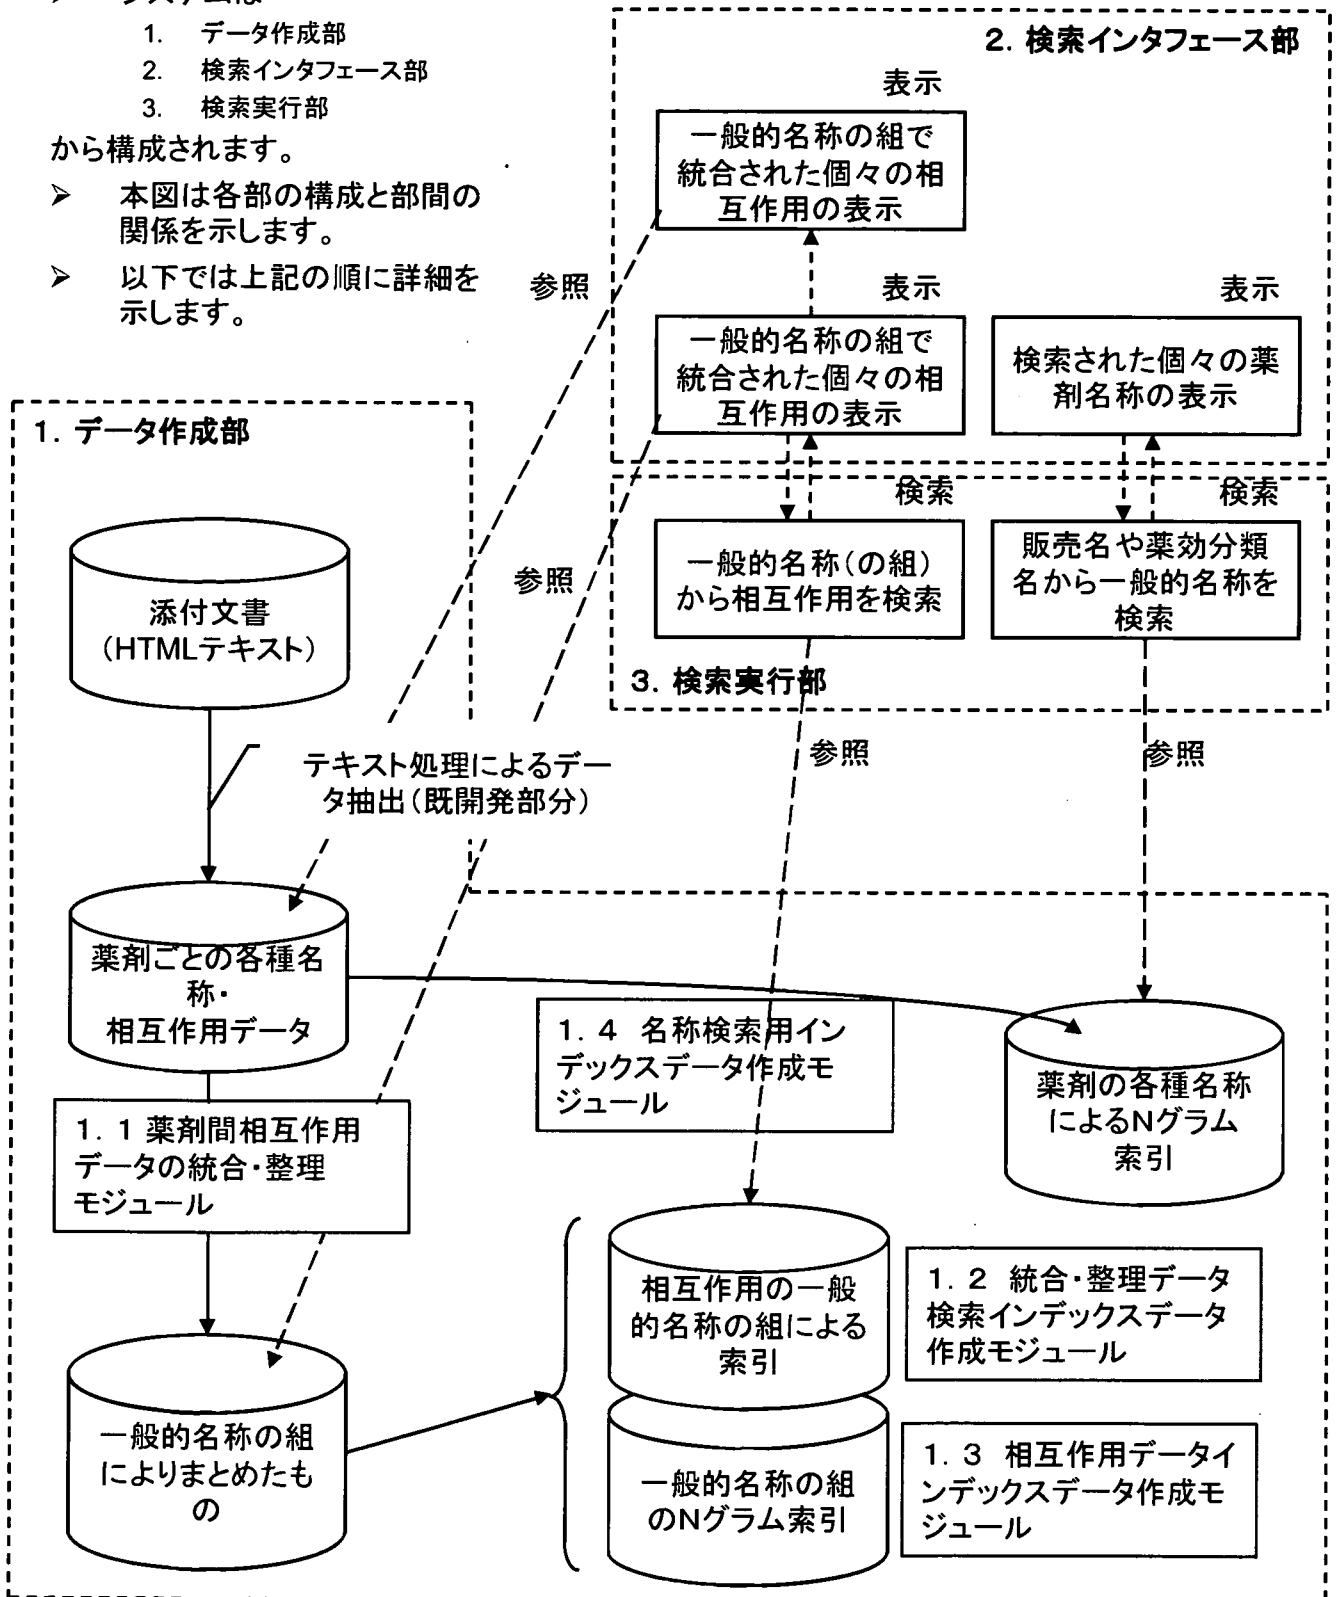 システムは
1. データ作成部
2. 検索インタフェース部
3. 検索実行部
から構成されます。
➢ 本図は各部の構成と部間の
関係を示します。
➢ 以下では上記の順に詳細を
示します。
2. 検索インタフェース部
表示
一般的名称の組で
統合された個々の相
互作用の表示
参照
表示
一般的名称の組で
統合された個々の相
互作用の表示
表示
検索された個々の薬
剤名称の表示
検索
一般的名称(の組)
から相互作用を検索
検索
販売名や薬効分類
名から一般的名称を
検索
3. 検索実行部
参照
参照
参照
1. データ作成部
添付文書
(HTMLテキスト)
テキスト処理によるデー
タ抽出(既開発部分)
薬剤ごとの各種名
称・
相互作用データ
1. 1 薬剤間相互作用
データの統合・整理
モジュール
1. 4 名称検索用イン
デックスデータ作成モ
ジュール
薬剤の各種名称
によるNグラム
索引
相互作用の一般
的名称の組による
索引
1. 2 統合・整理データ
検索インデックスデータ
作成モジュール
一般的名称の組
によりまとめたも
の
一般的名称の組
のNグラム索引
1. 3 相互作用データイ
ンデックスデータ作成モ
ジュール